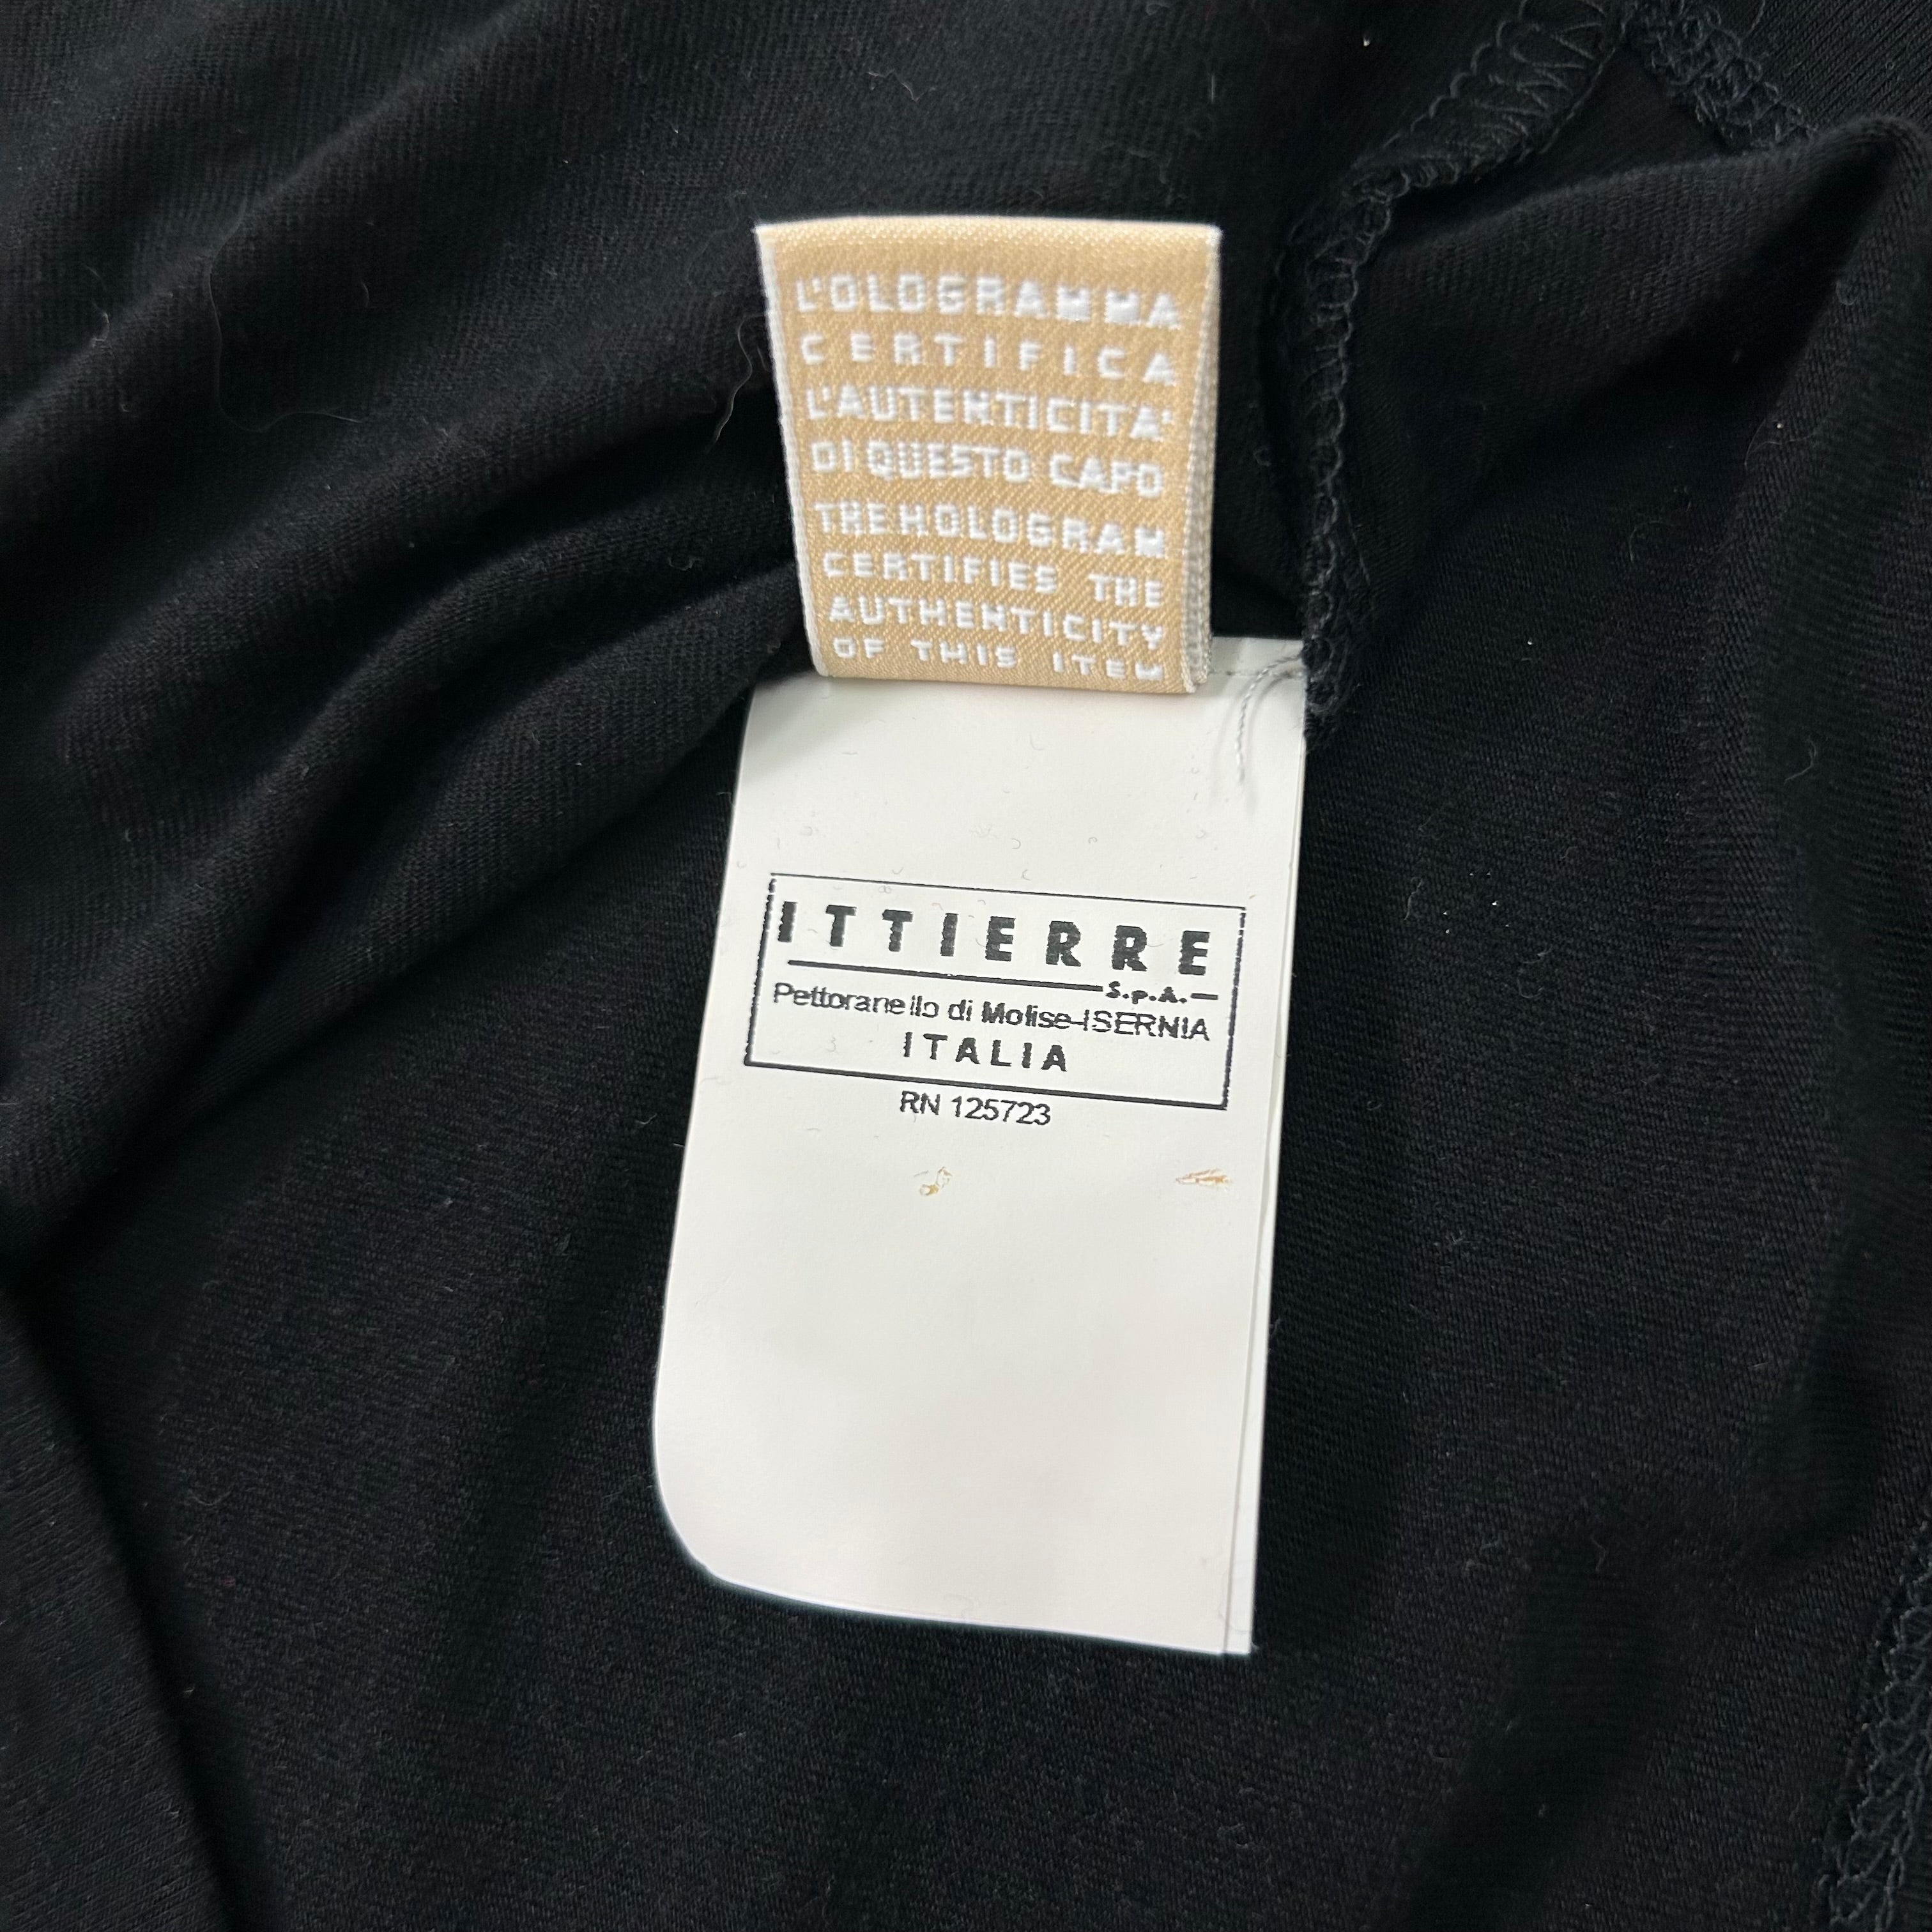 L'OLOGRAMMA
CERTIFICA
L'AUTENTICITA'
DI QUESTO CAPO
THE HOLOGRAM
CERTIFIES THE
AUTHENTICITY
OF THIS ITEM
ITTIERRE
S.p.A.
Pettoranello di Molise-ISERNIA
ITALIA
RN 125723